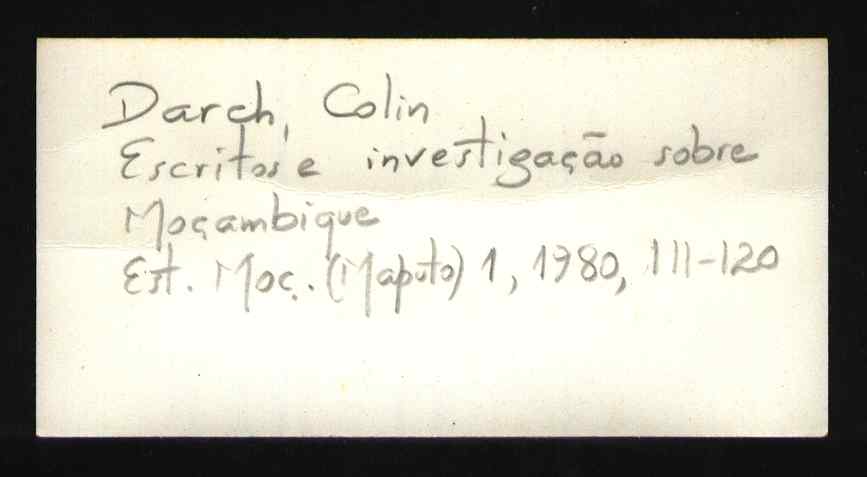 Darch, Colin
Escritos e investigação sobre
Moçambique
Est. Moç. (Maputo) 1, 1980, 111-120